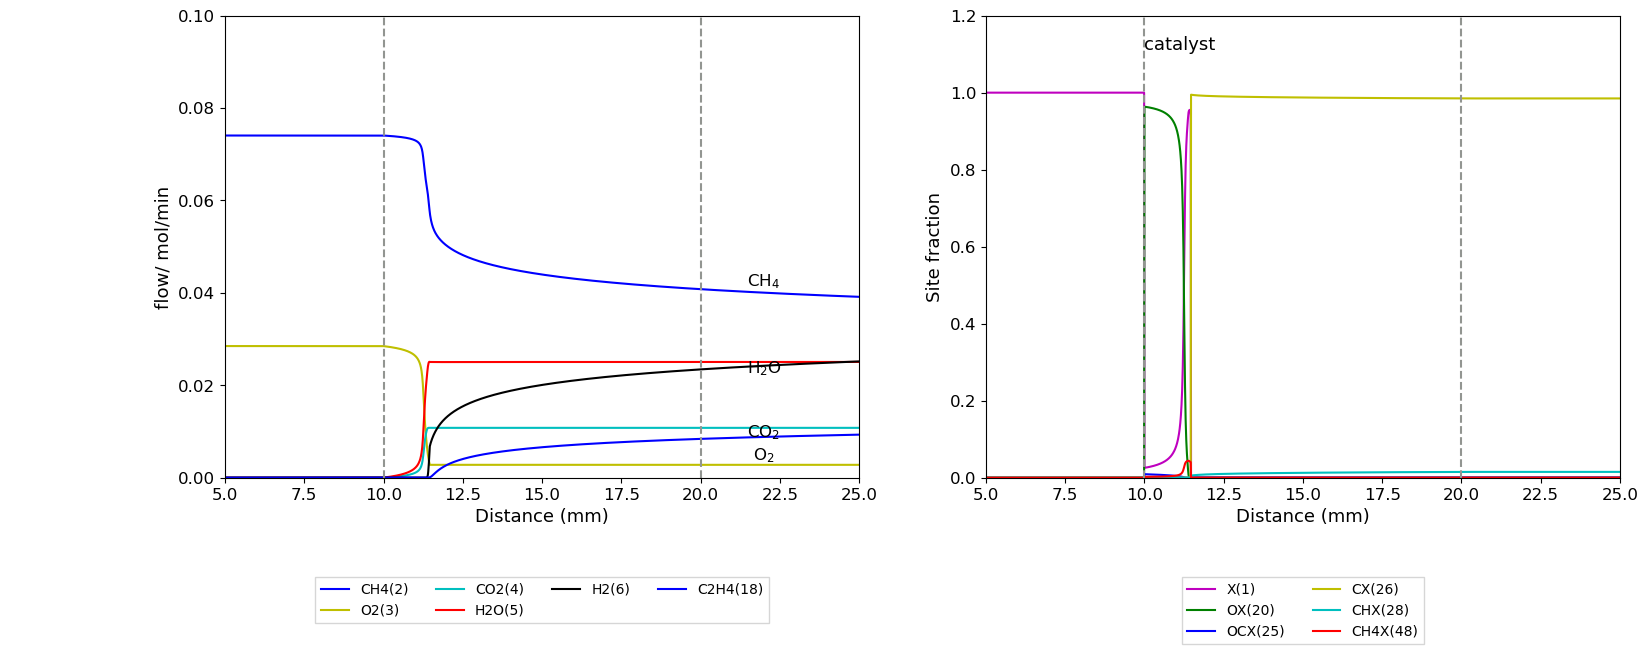 0.10
0.08
0.06
0.04
0.02
0.00
flow/ mol/min
CH₄
H₂O
CO₂
O₂
5.0 7.5 10.0 12.5 15.0 17.5 20.0 22.5 25.0
Distance (mm)
CH4(2) CO2(4) H2(6) C2H4(18)
O2(3) H2O(5)
1.2
1.0
0.8
0.6
0.4
0.2
0.0
Site fraction
catalyst
5.0 7.5 10.0 12.5 15.0 17.5 20.0 22.5 25.0
Distance (mm)
X(1) CX(26)
OX(20) CHX(28)
OCX(25) CH4X(48)